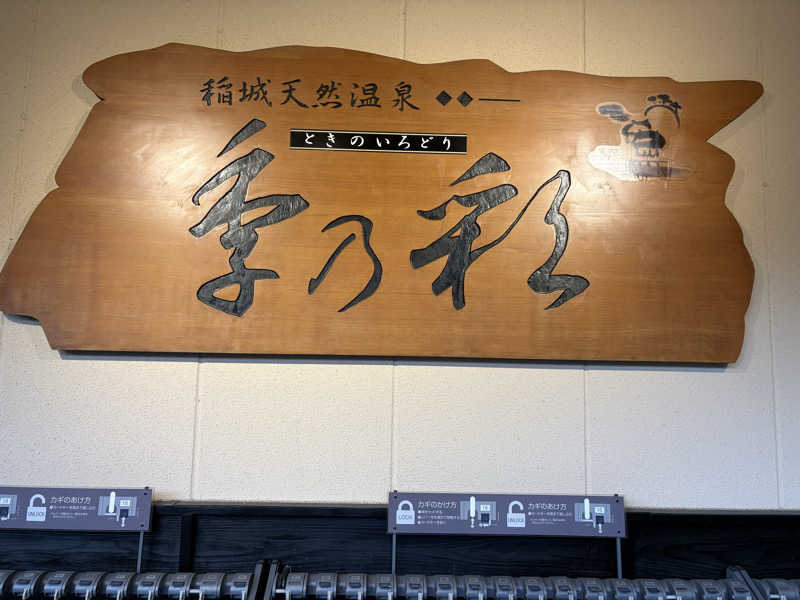 稲城天然温泉
ときのいろどり
季乃彩
カギのあけ方
UNLOCK
カギのかけ方
LOCK
カギのあけ方
UNLOCK